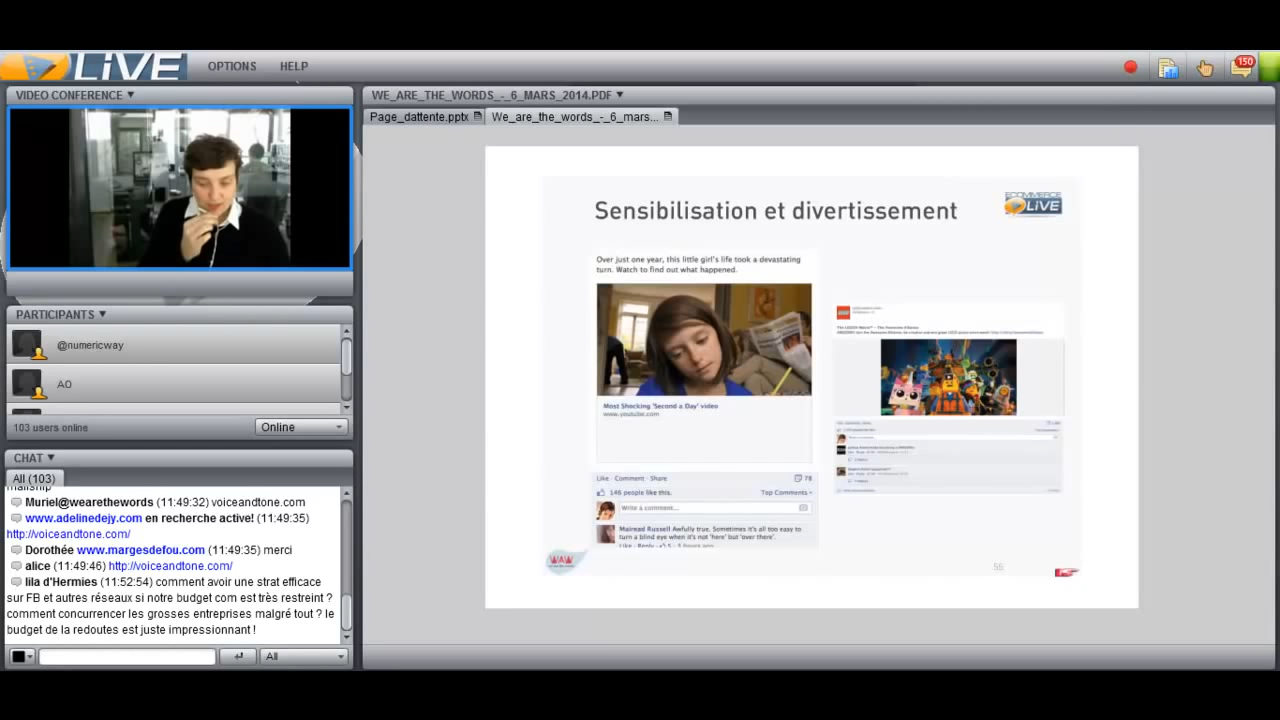 LiVE
OPTIONS
HELP
150
VIDEO CONFERENCE
PARTICIPANTS
@numericway
AO
103 users online
Online
CHAT
All (103)
Muriel@wearethewords (11:49:32) voiceandtone.com
www.adelinedejy.com en recherche active! (11:49:35)
http://voiceandtone.com/
Dorothée www.margesdefou.com (11:49:35) merci
alice (11:49:46) http://voiceandtone.com/
lila d'Hermies (11:52:54) comment avoir une strat efficace
sur FB et autres réseaux si notre budget com est très restreint ?
comment concurrencer les grosses entreprises malgré tout ? le
budget de la redoutes est juste impressionnant !
All
WE_ARE_THE_WORDS_-_6_MARS_2014.PDF
Page_dattente.pptx
We_are_the_words_-_6_mars...
Sensibilisation et divertissement
ECOMMERCE
LiVE
Over just one year, this little girl's life took a devastating
turn. Watch to find out what happened.
Most Shocking 'Second a Day' video
www.youtube.com
Like · Comment · Share
78
146 people like this.
Top Comments
Write a comment...
Mairead Russell Awfully true. Sometimes it's all too easy to
turn a blind eye when it's not 'here' but 'over there'.
WAW
55